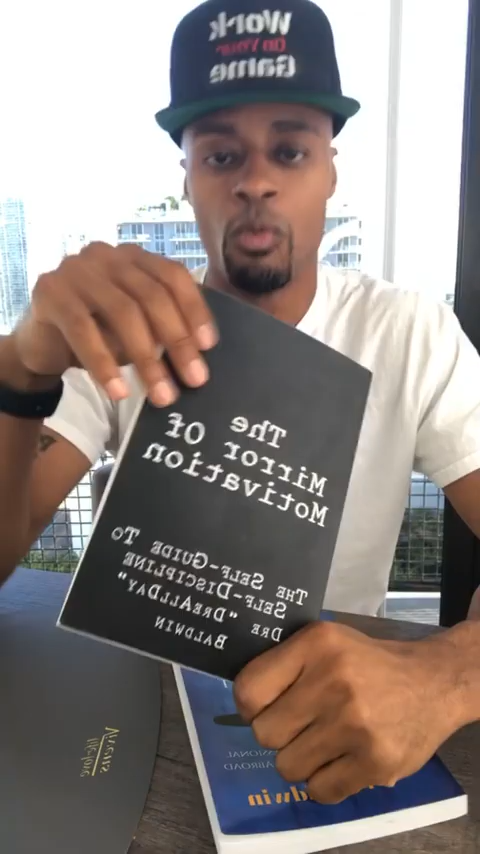 Work
On Your
Game
The
Mirror Of
Motivation
The Self-Guide To
Self-Discipline
Dre "DreAllDay"
Baldwin